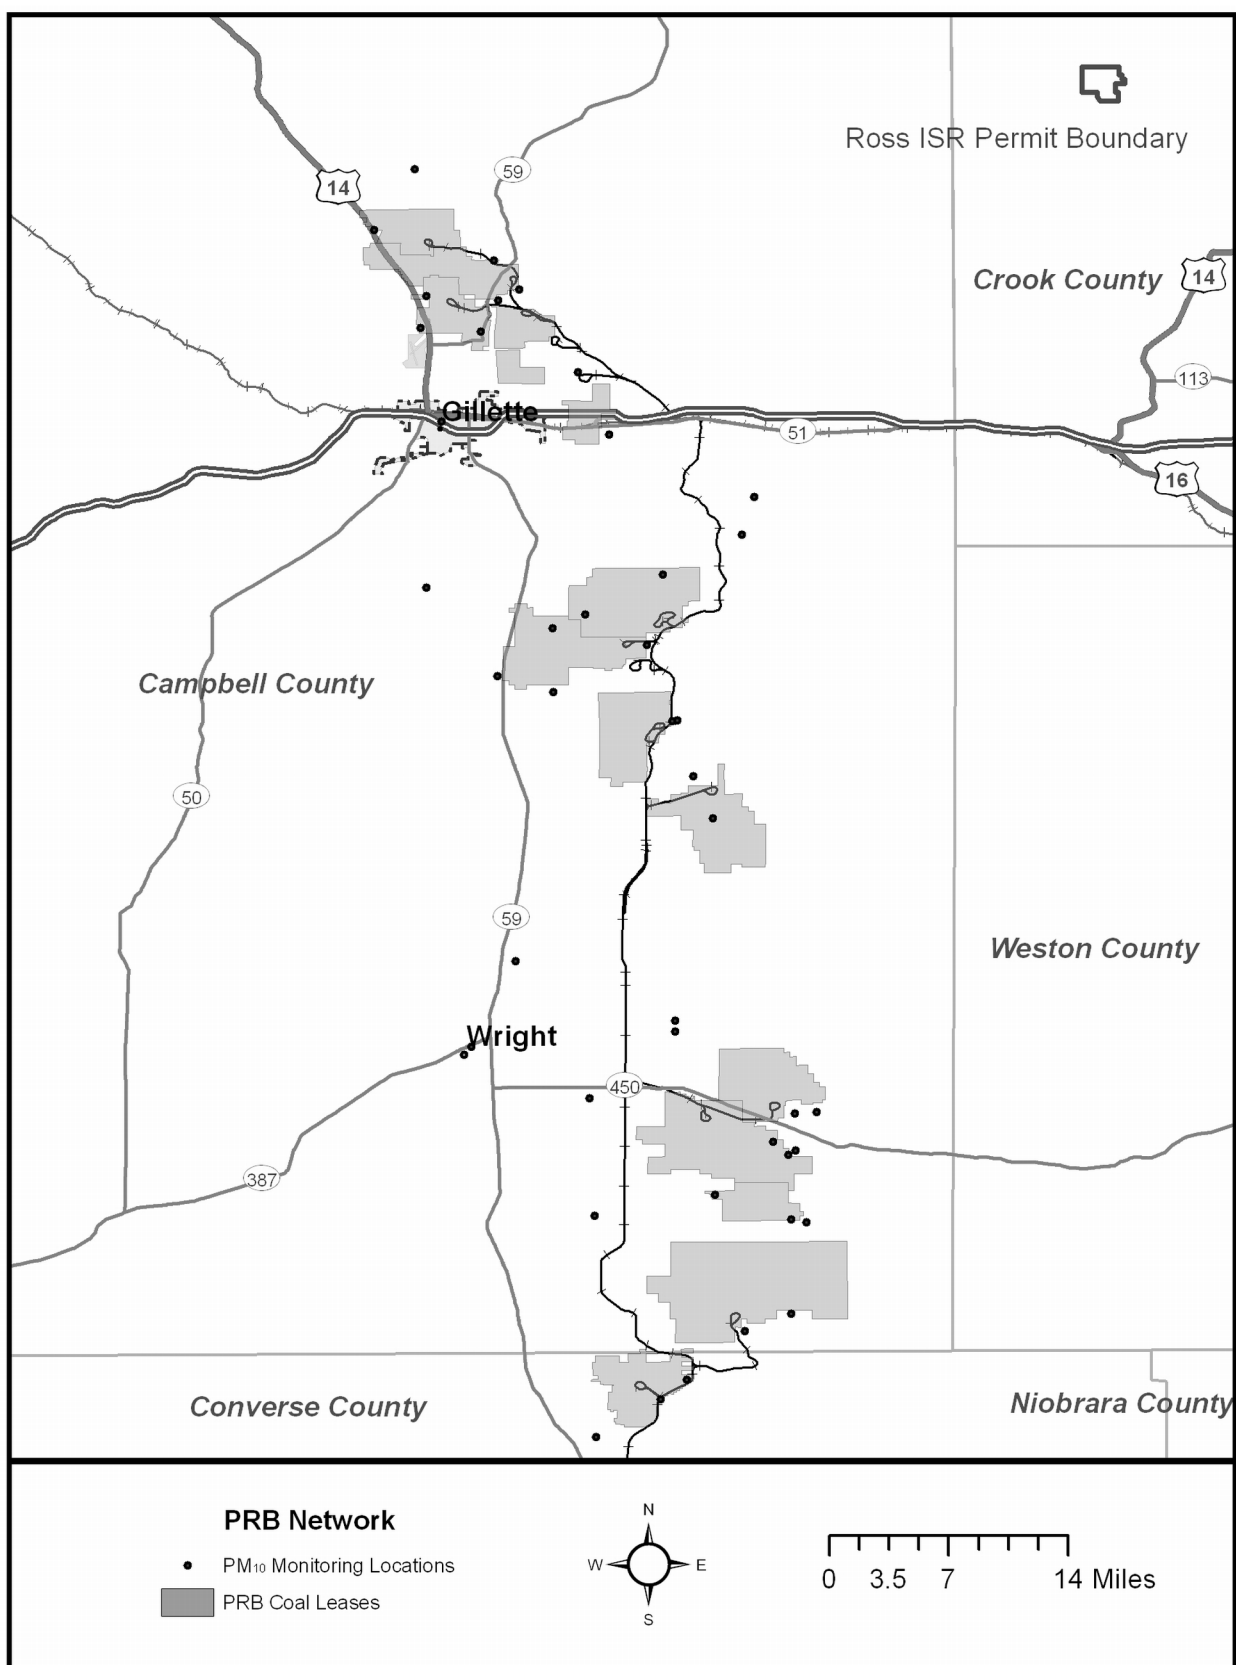 Ross ISR Permit Boundary
59
14
Crook County
14
113
Gillette
51
16
Campbell County
50
59
Weston County
Wright
450
387
Converse County
Niobrara County
PRB Network
PM10 Monitoring Locations
PRB Coal Leases
N
W E
S
0 3.5 7 14 Miles